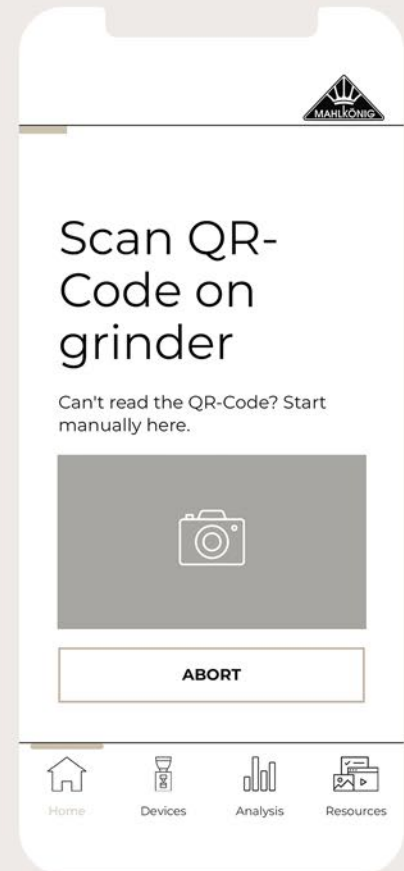 MAHLKÖNIG
Scan QR-
Code on
grinder
Can't read the QR-Code? Start
manually here.
ABORT
Home
Devices
Analysis
Resources